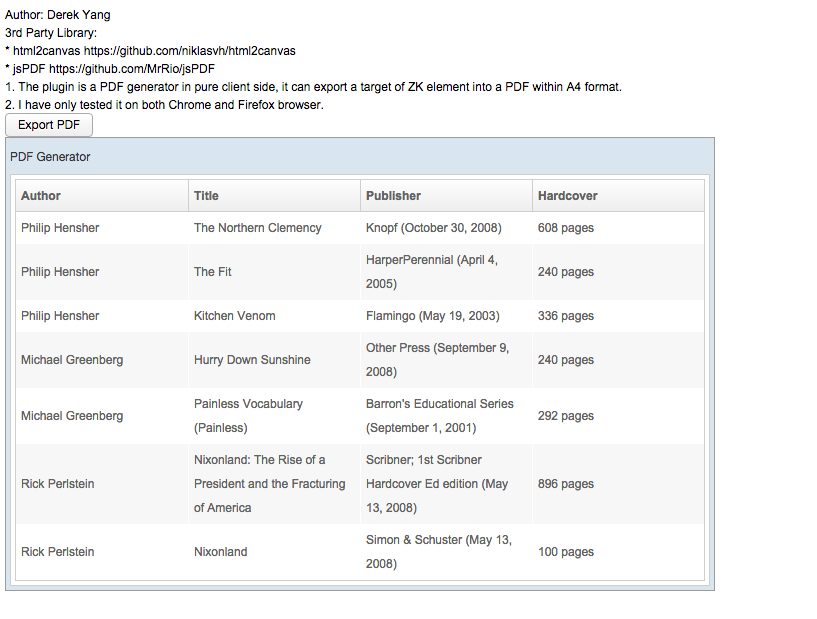 Author: Derek Yang
3rd Party Library:
* html2canvas https://github.com/niklasvh/html2canvas
* jsPDF https://github.com/MrRio/jsPDF
1. The plugin is a PDF generator in pure client side, it can export a target of ZK element into a PDF within A4 format.
2. I have only tested it on both Chrome and Firefox browser.
Export PDF
PDF Generator
Author Title Publisher Hardcover
Philip Hensher The Northern Clemency Knopf (October 30, 2008) 608 pages
Philip Hensher The Fit HarperPerennial (April 4,
2005) 240 pages
Philip Hensher Kitchen Venom Flamingo (May 19, 2003) 336 pages
Michael Greenberg Hurry Down Sunshine Other Press (September 9,
2008) 240 pages
Michael Greenberg Painless Vocabulary
(Painless) Barron's Educational Series
(September 1, 2001) 292 pages
Rick Perlstein Nixonland: The Rise of a
President and the Fracturing
of America Scribner; 1st Scribner
Hardcover Ed edition (May
13, 2008) 896 pages
Rick Perlstein Nixonland Simon & Schuster (May 13,
2008) 100 pages